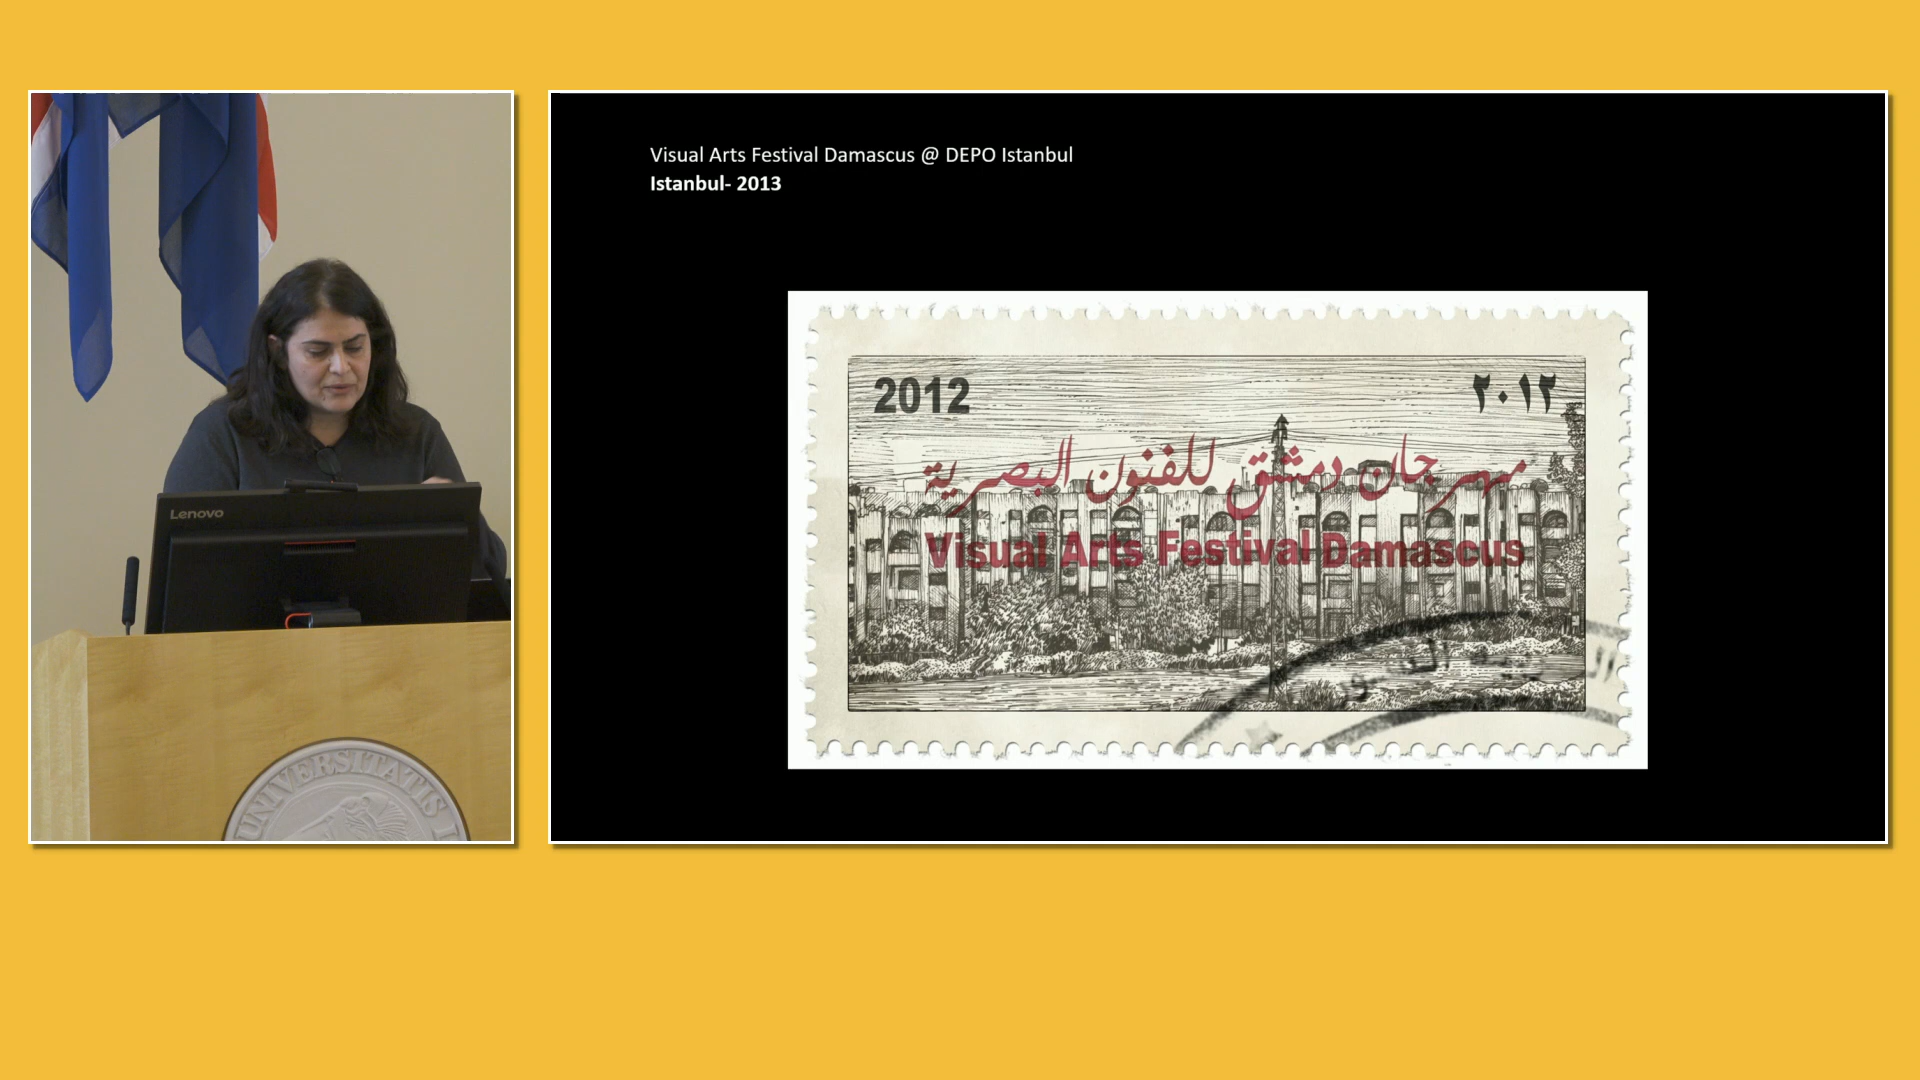 Lenovo
UNIVERSITATIS
Visual Arts Festival Damascus @ DEPO Istanbul
Istanbul- 2013
2012
٢٠١٢
مهرجان دمشق للفنون البصرية
Visual Arts Festival Damascus